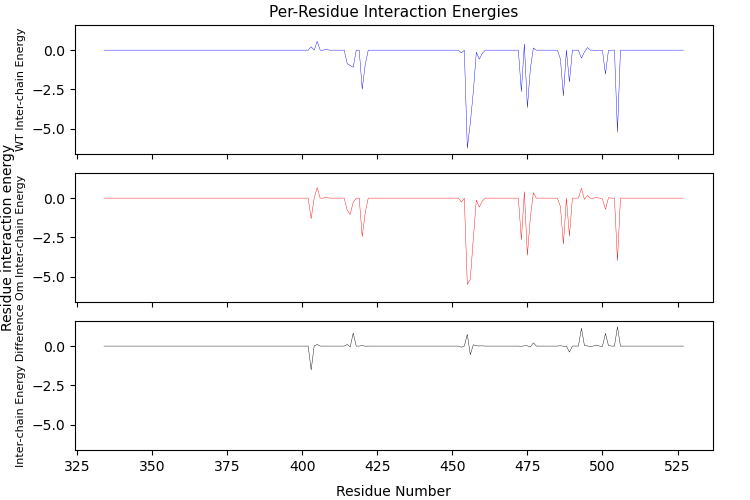 Per-Residue Interaction Energies
Residue interaction energy
WT Inter-chain Energy
0.0
−2.5
−5.0
Om Inter-chain Energy
0.0
−2.5
−5.0
Inter-chain Energy Difference
0.0
−2.5
−5.0
325 350 375 400 425 450 475 500 525
Residue Number